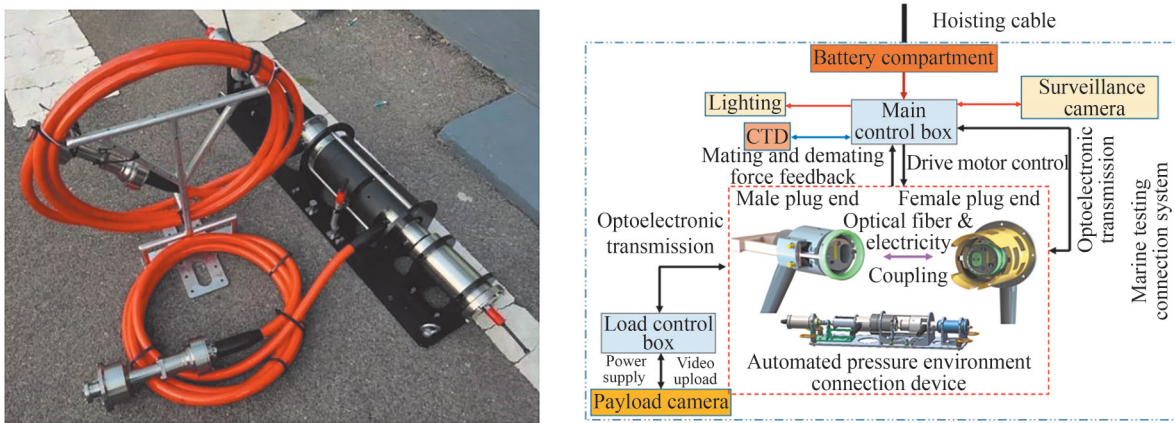 Hoisting cable
Battery compartment
Lighting
Main
control box
Surveillance
camera
CTD
Mating and demating
force feedback
Drive motor control
Optoelectronic
transmission
Marine testing
connection system
Male plug end
Female plug end
Optical fiber &
electricity
Coupling
Optoelectronic
transmission
Load control
box
Power
supply
Video
upload
Payload camera
Automated pressure environment
connection device